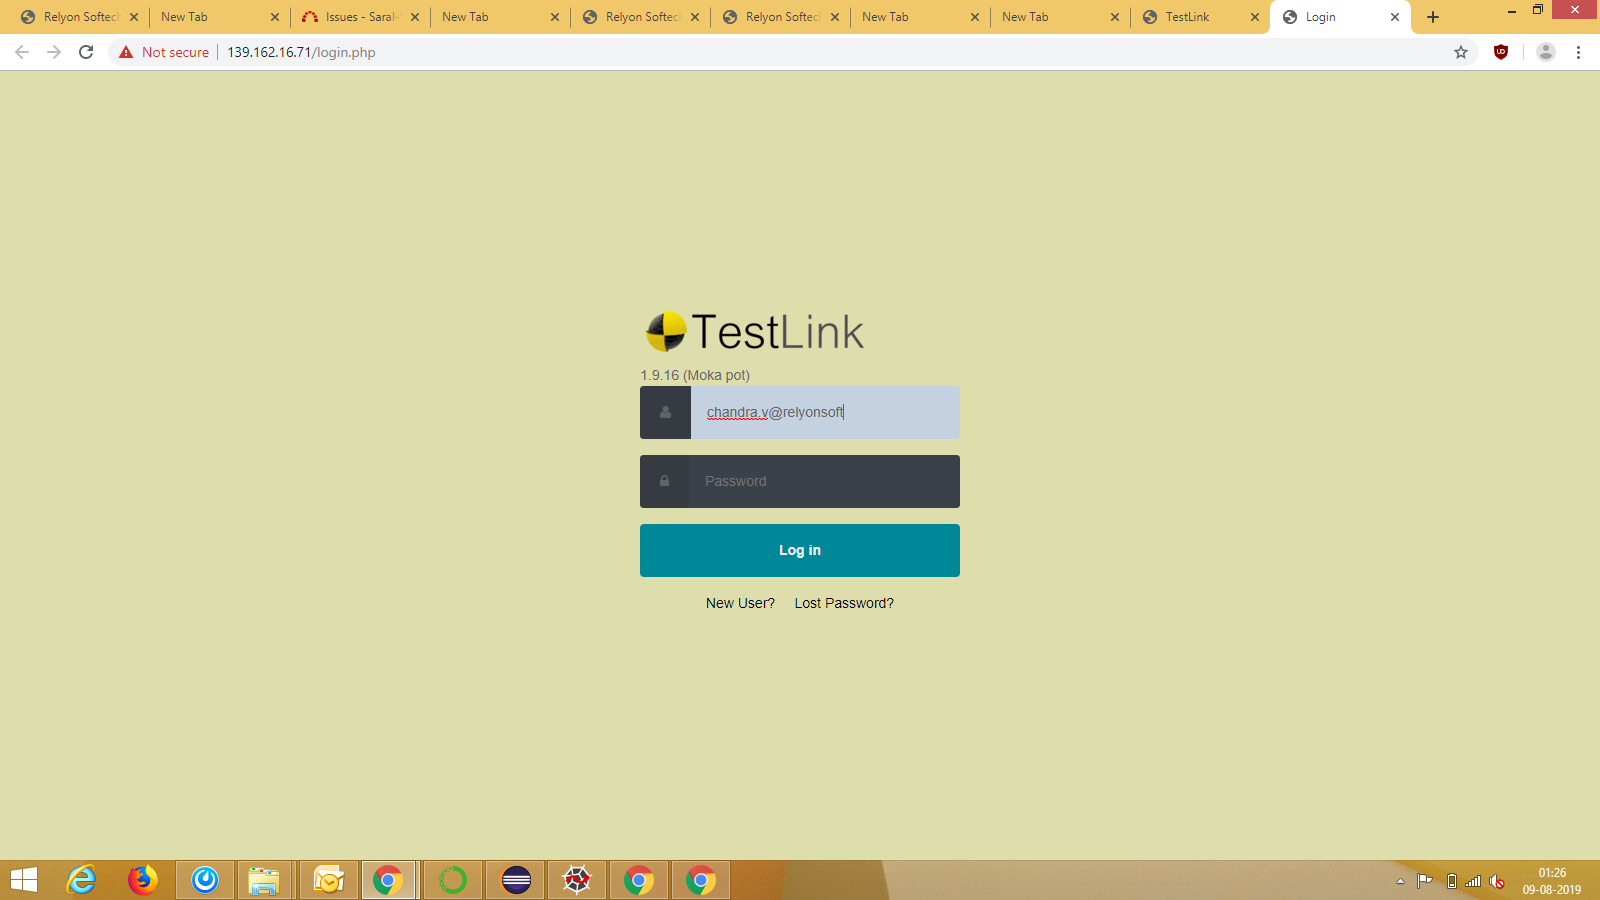 Relyon Softec
New Tab
Issues - Saral-
New Tab
Relyon Softec
Relyon Softec
New Tab
New Tab
TestLink
Login
Not secure
139.162.16.71/login.php
TestLink
1.9.16 (Moka pot)
chandra.v@relyonsoft
Password
Log in
New User?
Lost Password?
01:26
09-08-2019